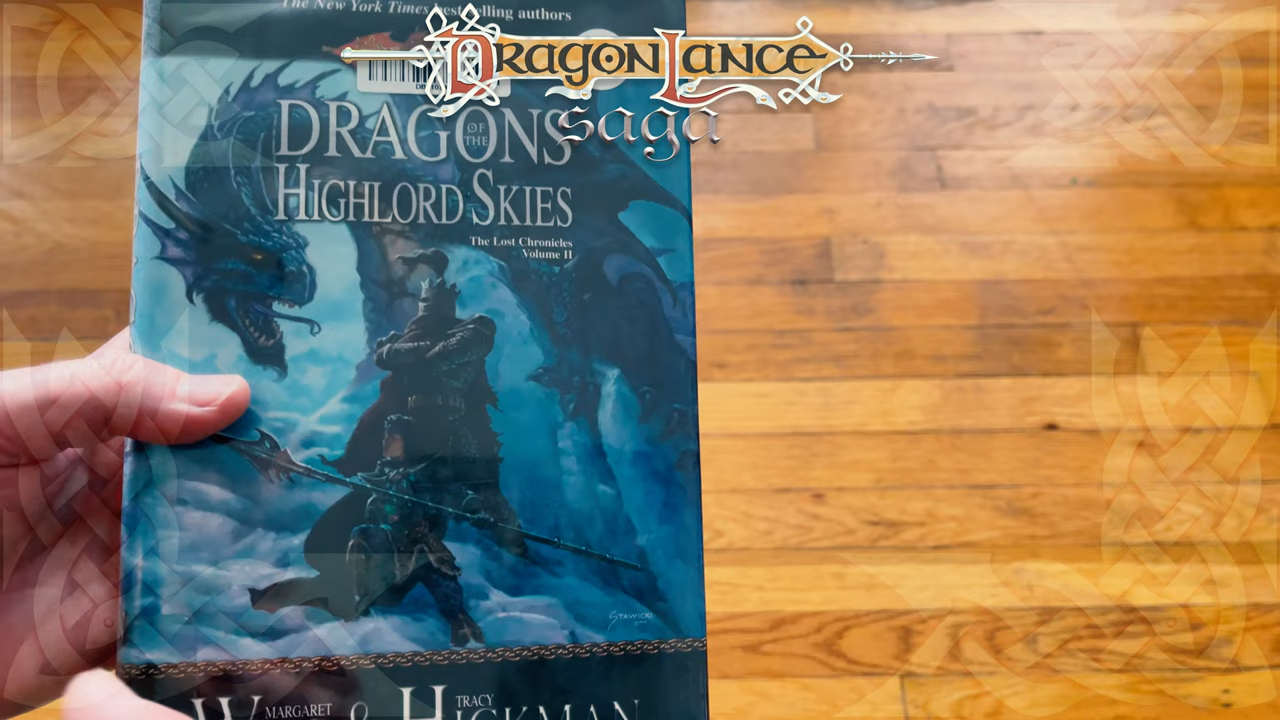 The New York Times bestselling authors
DRAGONLANCE
saga
DRAGONS
OF
THE
HIGHLORD SKIES
The Lost Chronicles
Volume II
STAWICKI
MARGARET
W
&
TRACY
HICKMAN